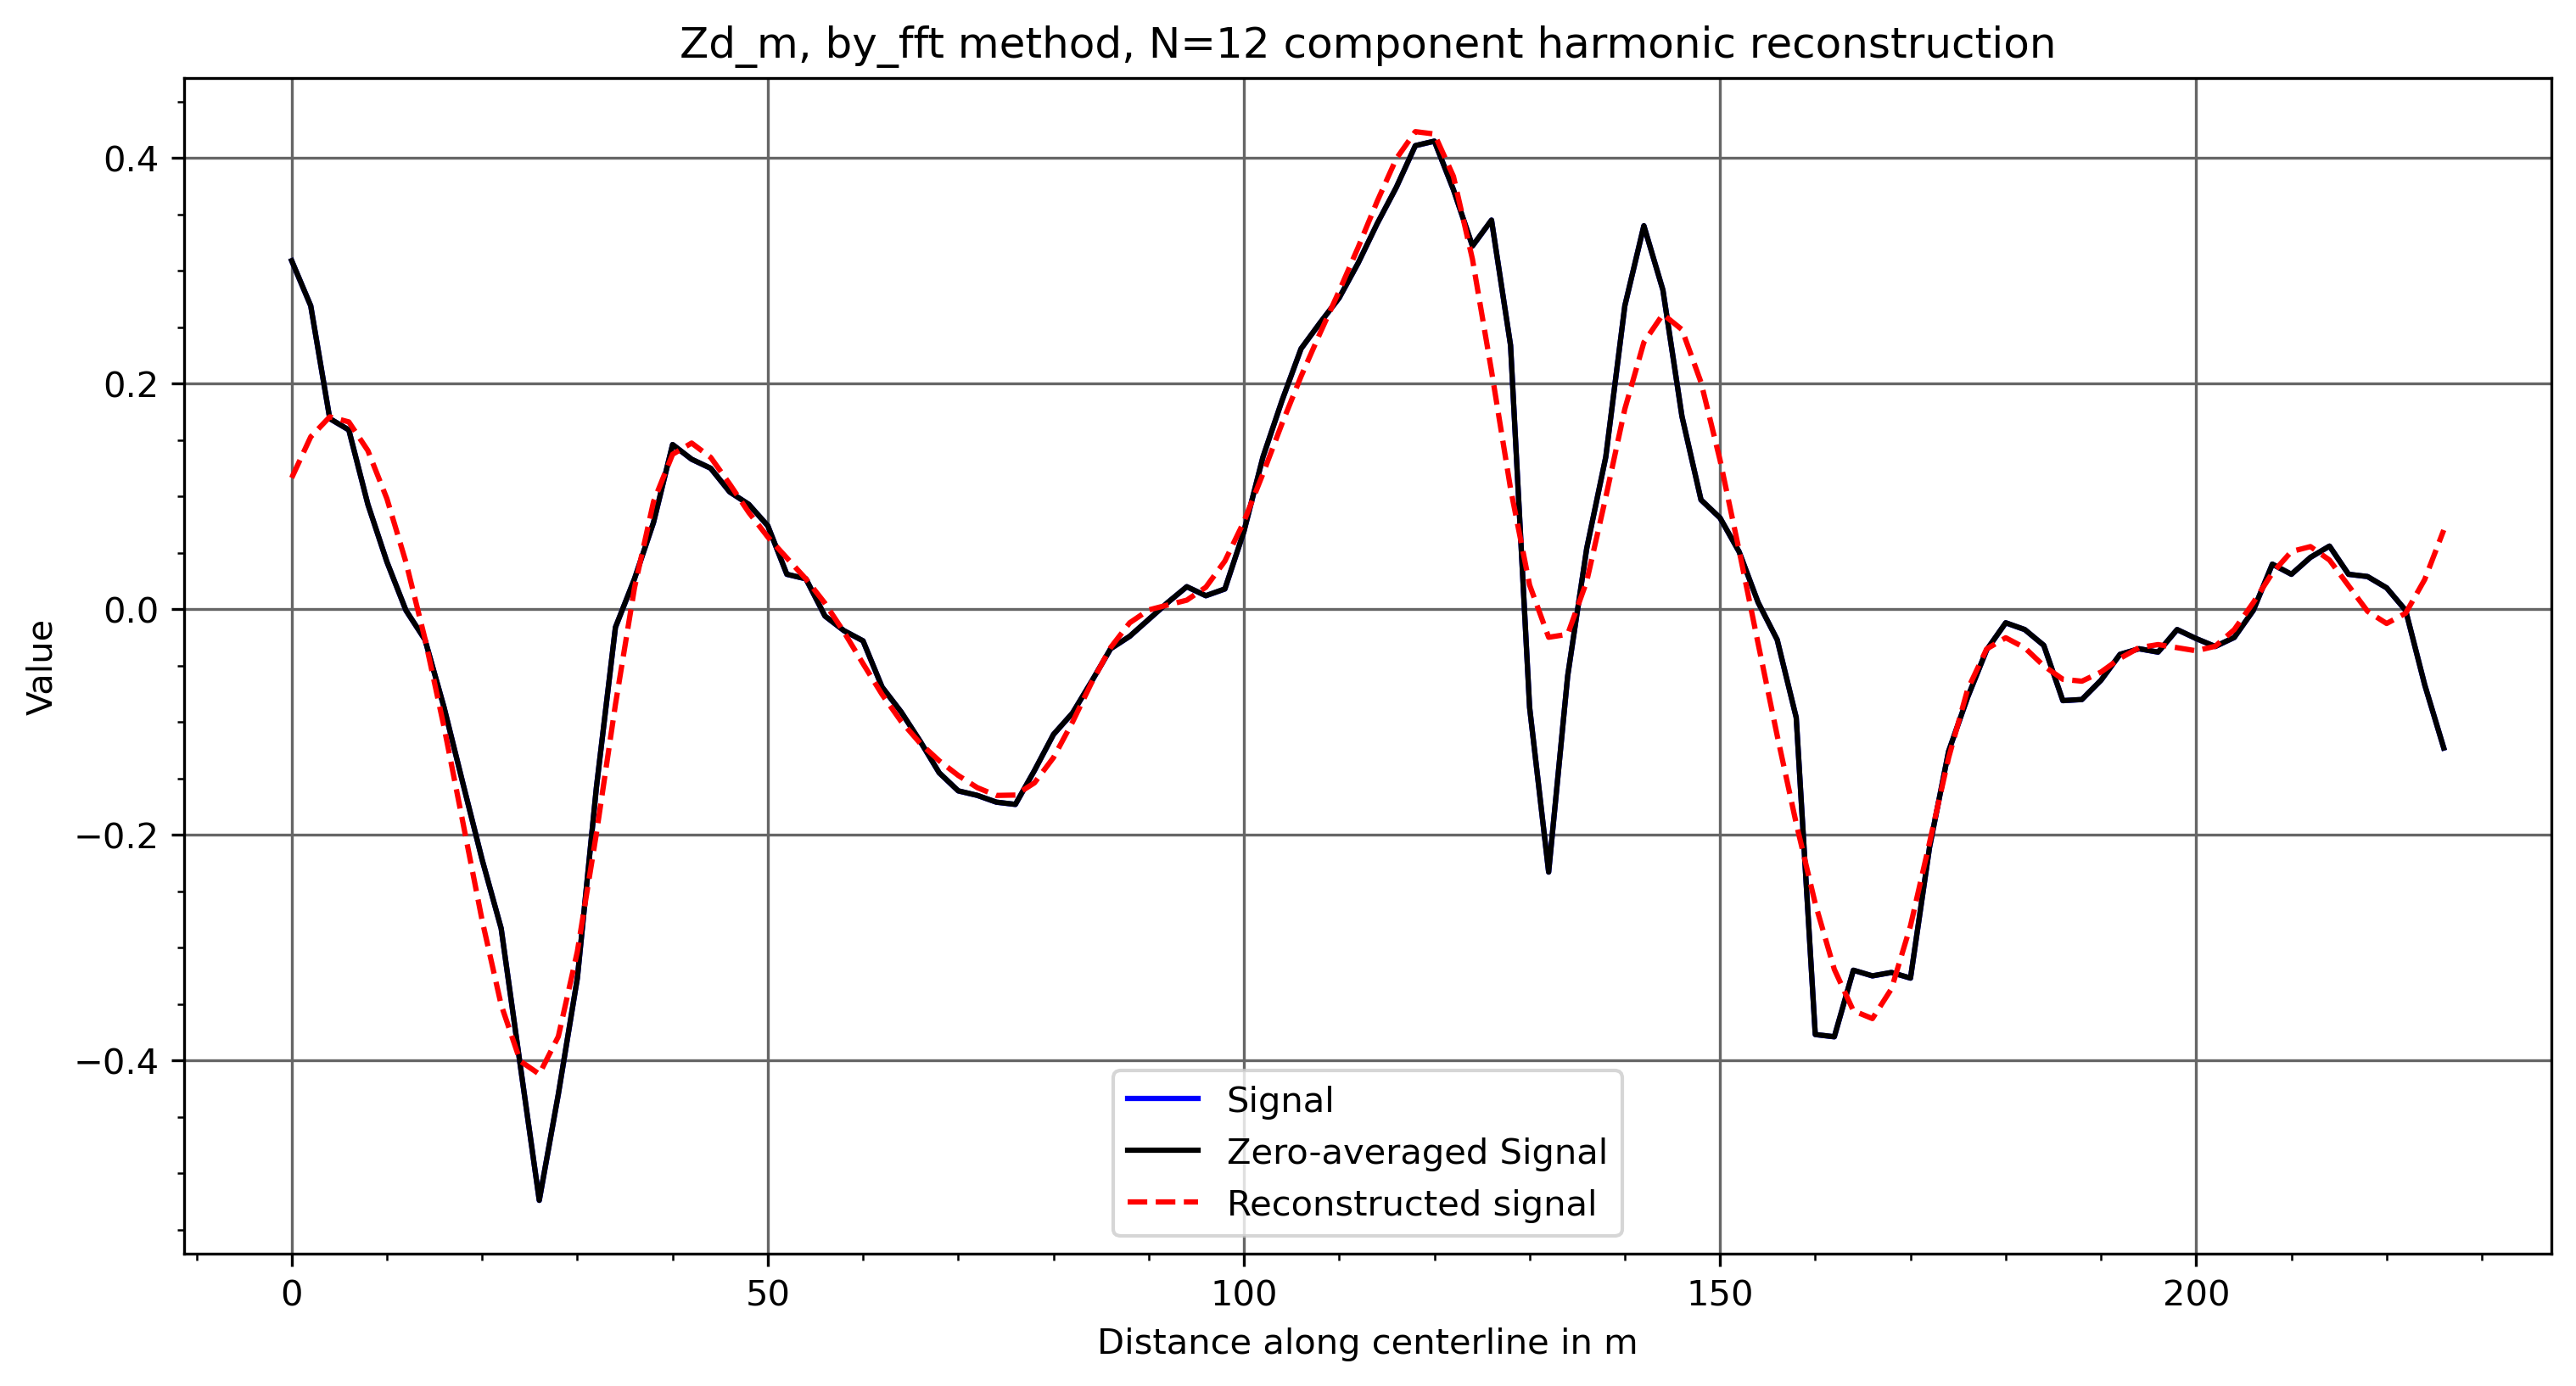 Zd_m, by_fft method, N=12 component harmonic reconstruction
0.4
0.2
0.0
−0.2
−0.4
Value
Signal
Zero-averaged Signal
Reconstructed signal
0 50 100 150 200
Distance along centerline in m